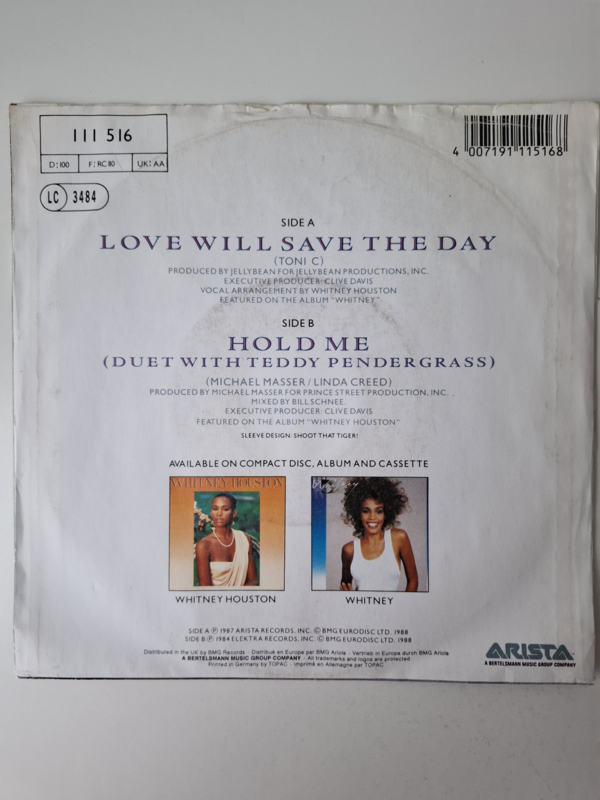 111 516
D:100 F:RC110 UK:AA
LC 3484
4 007191 115168
SIDE A
LOVE WILL SAVE THE DAY
(TONI C)
PRODUCED BY JELLYBEAN FOR JELLYBEAN PRODUCTIONS, INC.
EXECUTIVE PRODUCER: CLIVE DAVIS
VOCAL ARRANGEMENT BY WHITNEY HOUSTON
FEATURED ON THE ALBUM "WHITNEY"
SIDE B
HOLD ME
(DUET WITH TEDDY PENDERGRASS)
(MICHAEL MASSER / LINDA CREED)
PRODUCED BY MICHAEL MASSER FOR PRINCE STREET PRODUCTION, INC.
MIXED BY BILL SCHNEE.
EXECUTIVE PRODUCER: CLIVE DAVIS
FEATURED ON THE ALBUM "WHITNEY HOUSTON"
SLEEVE DESIGN: SHOOT THAT TIGER!
AVAILABLE ON COMPACT DISC, ALBUM AND CASSETTE
WHITNEY HOUSTON
Whitney
WHITNEY HOUSTON
WHITNEY
SIDE A Ⓟ 1987 ARISTA RECORDS, INC. © BMG EURODISC LTD. 1988
SIDE B Ⓟ 1984 ELEKTRA RECORDS, INC. © BMG EURODISC LTD. 1988
Distributed in the UK by BMG Records · Distribué en Europe par BMG Ariola · Vertrieb in Europa durch BMG Ariola
A BERTELSMANN MUSIC GROUP COMPANY · All trademarks and logos are protected
Printed in Germany by TOPAC · Imprimé en Allemagne par TOPAC
ARISTA
A BERTELSMANN MUSIC GROUP COMPANY